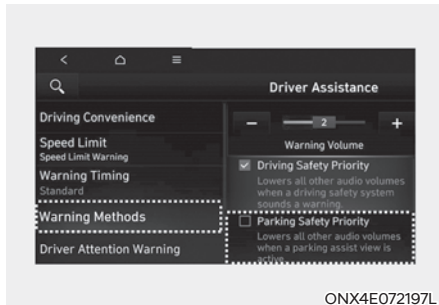 Driver Assistance
Driving Convenience
Speed Limit
Speed Limit Warning
Warning Timing
Standard
Warning Methods
Driver Attention Warning
- 2 +
Warning Volume
Driving Safety Priority
Lowers all other audio volumes
when a driving safety system
sounds a warning.
Parking Safety Priority
Lowers all other audio volumes
when a parking assist view is
active.
ONX4E072197L